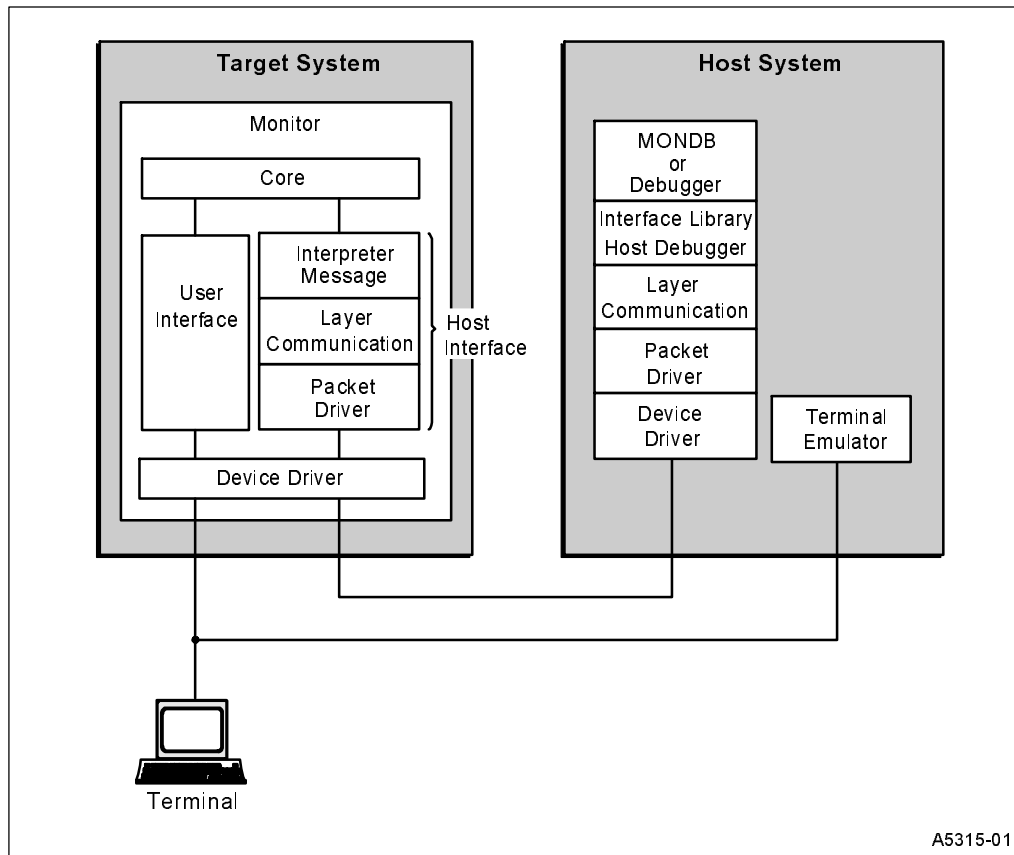 Target System
Monitor
Core
User
Interface
Interpreter
Message
Layer
Communication
Packet
Driver
Host
Interface
Device Driver
Host System
MONDB
or
Debugger
Interface Library
Host Debugger
Layer
Communication
Packet
Driver
Device
Driver
Terminal
Emulator
Terminal
A5315-01